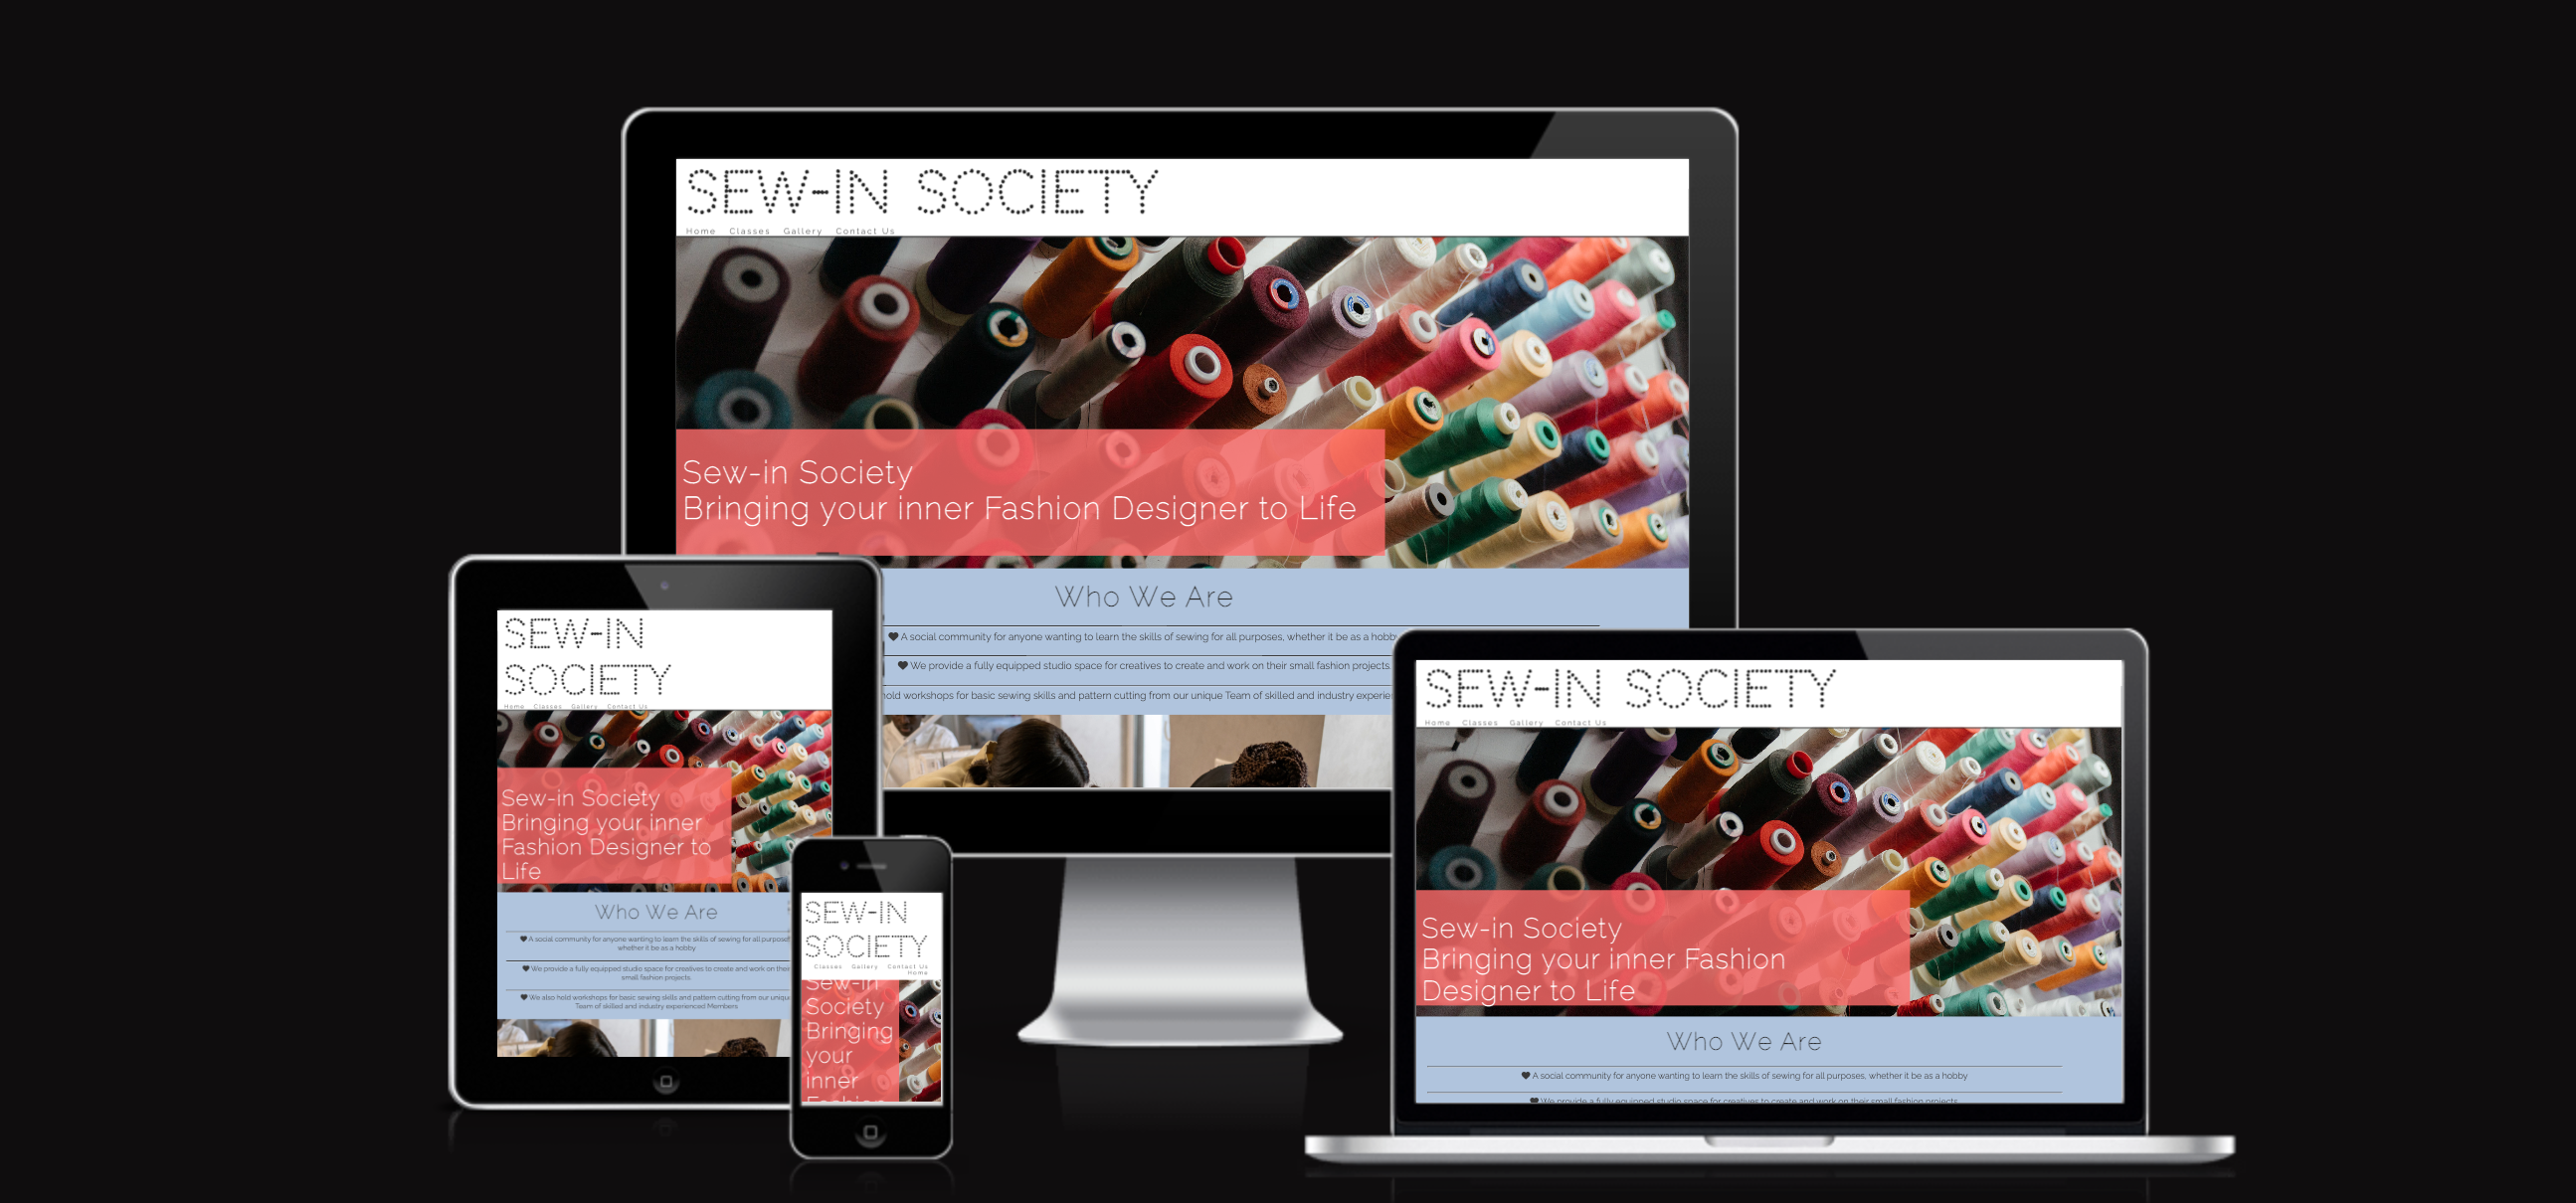 SEW-IN SOCIETY
Home Classes Gallery Contact Us
Sew-in Society
Bringing your inner Fashion Designer to Life
Who We Are
A social community for anyone wanting to learn the skills of sewing for all purposes, whether it be as a hobby
We provide a fully equipped studio space for creatives to create and work on their small fashion projects.
hold workshops for basic sewing skills and pattern cutting from our unique Team of skilled and industry
SEW-IN
SOCIETY
Home Classes Gallery Contact Us
Sew-in Society
Bringing your inner
Fashion Designer to
Life
Who We Are
A social community for anyone wanting to learn the skills of sewing for all purposes
whether it be as a hobby
We provide a fully equipped studio space for creatives to create and work on their
small fashion projects.
We also hold workshops for basic sewing skills and pattern cutting from our unique
Team of skilled and industry experienced Members
SEW-IN
SOCIETY
Classes Gallery Contact Us
Home
Sew-in
Society
Bringing
your
inner
Fashion
SEW-IN SOCIETY
Home Classes Gallery Contact Us
Sew-in Society
Bringing your inner Fashion
Designer to Life
Who We Are
A social community for anyone wanting to learn the skills of sewing for all purposes, whether it be as a hobby
We provide a fully equipped studio space for creatives to create and work on their small fashion projects.